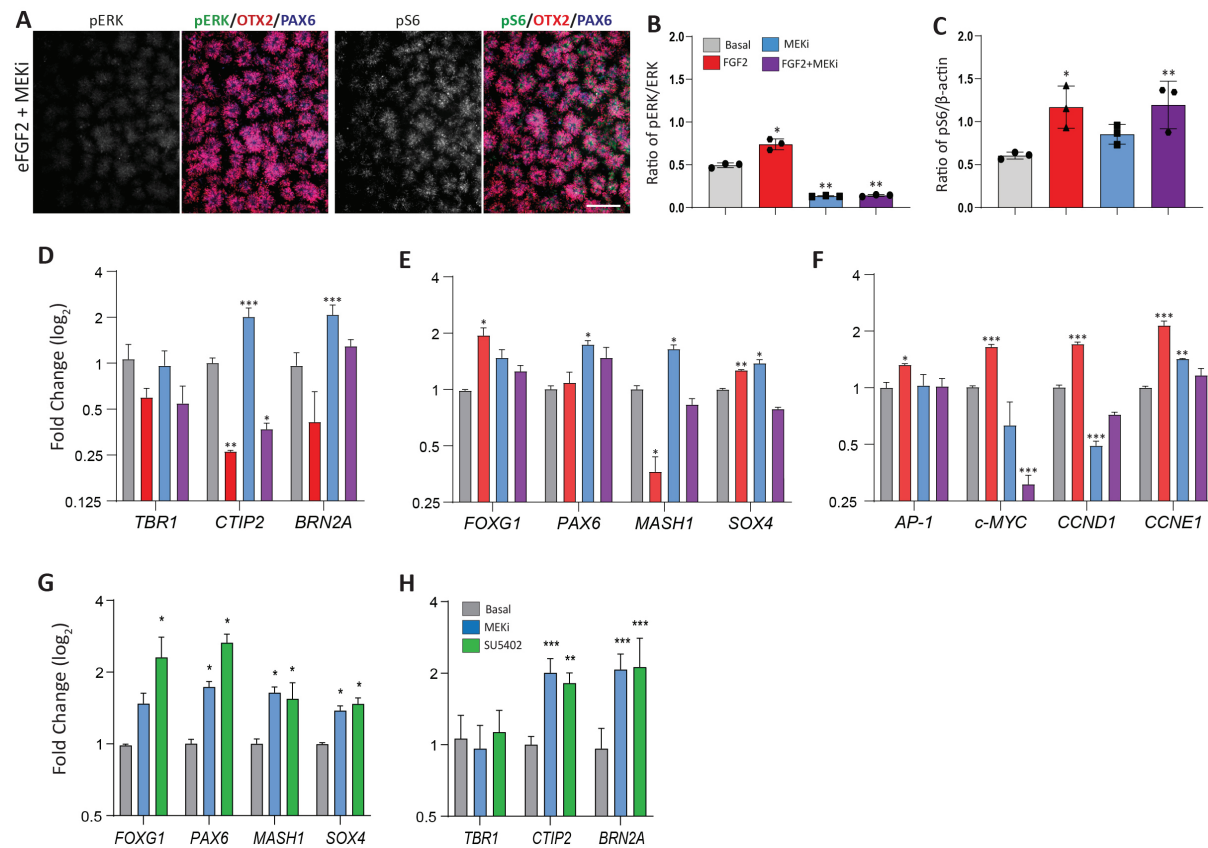 A
pERK
pERK/OTX2/PAX6
pS6
pS6/OTX2/PAX6
eFGF2 + MEKi
B
Ratio of pERK/ERK
2.0
1.5
1.0
0.5
0.0
Basal
FGF2
MEKi
FGF2+MEKi
*
**
**
C
Ratio of pS6/β-actin
2.0
1.5
1.0
0.5
0.0
*
**
D
Fold Change (log2)
4
2
1
0.5
0.25
0.125
**
***
*
***
TBR1
CTIP2
BRN2A
E
4
2
1
0.5
0.25
*
*
*
*
**
*
FOXG1
PAX6
MASH1
SOX4
F
4
2
1
0.5
0.25
*
***
***
***
***
***
**
AP-1
c-MYC
CCND1
CCNE1
G
Fold Change (log2)
4
2
1
0.5
*
*
*
*
*
*
*
FOXG1
PAX6
MASH1
SOX4
H
4
2
1
0.5
Basal
MEKi
SU5402
***
**
***
***
TBR1
CTIP2
BRN2A